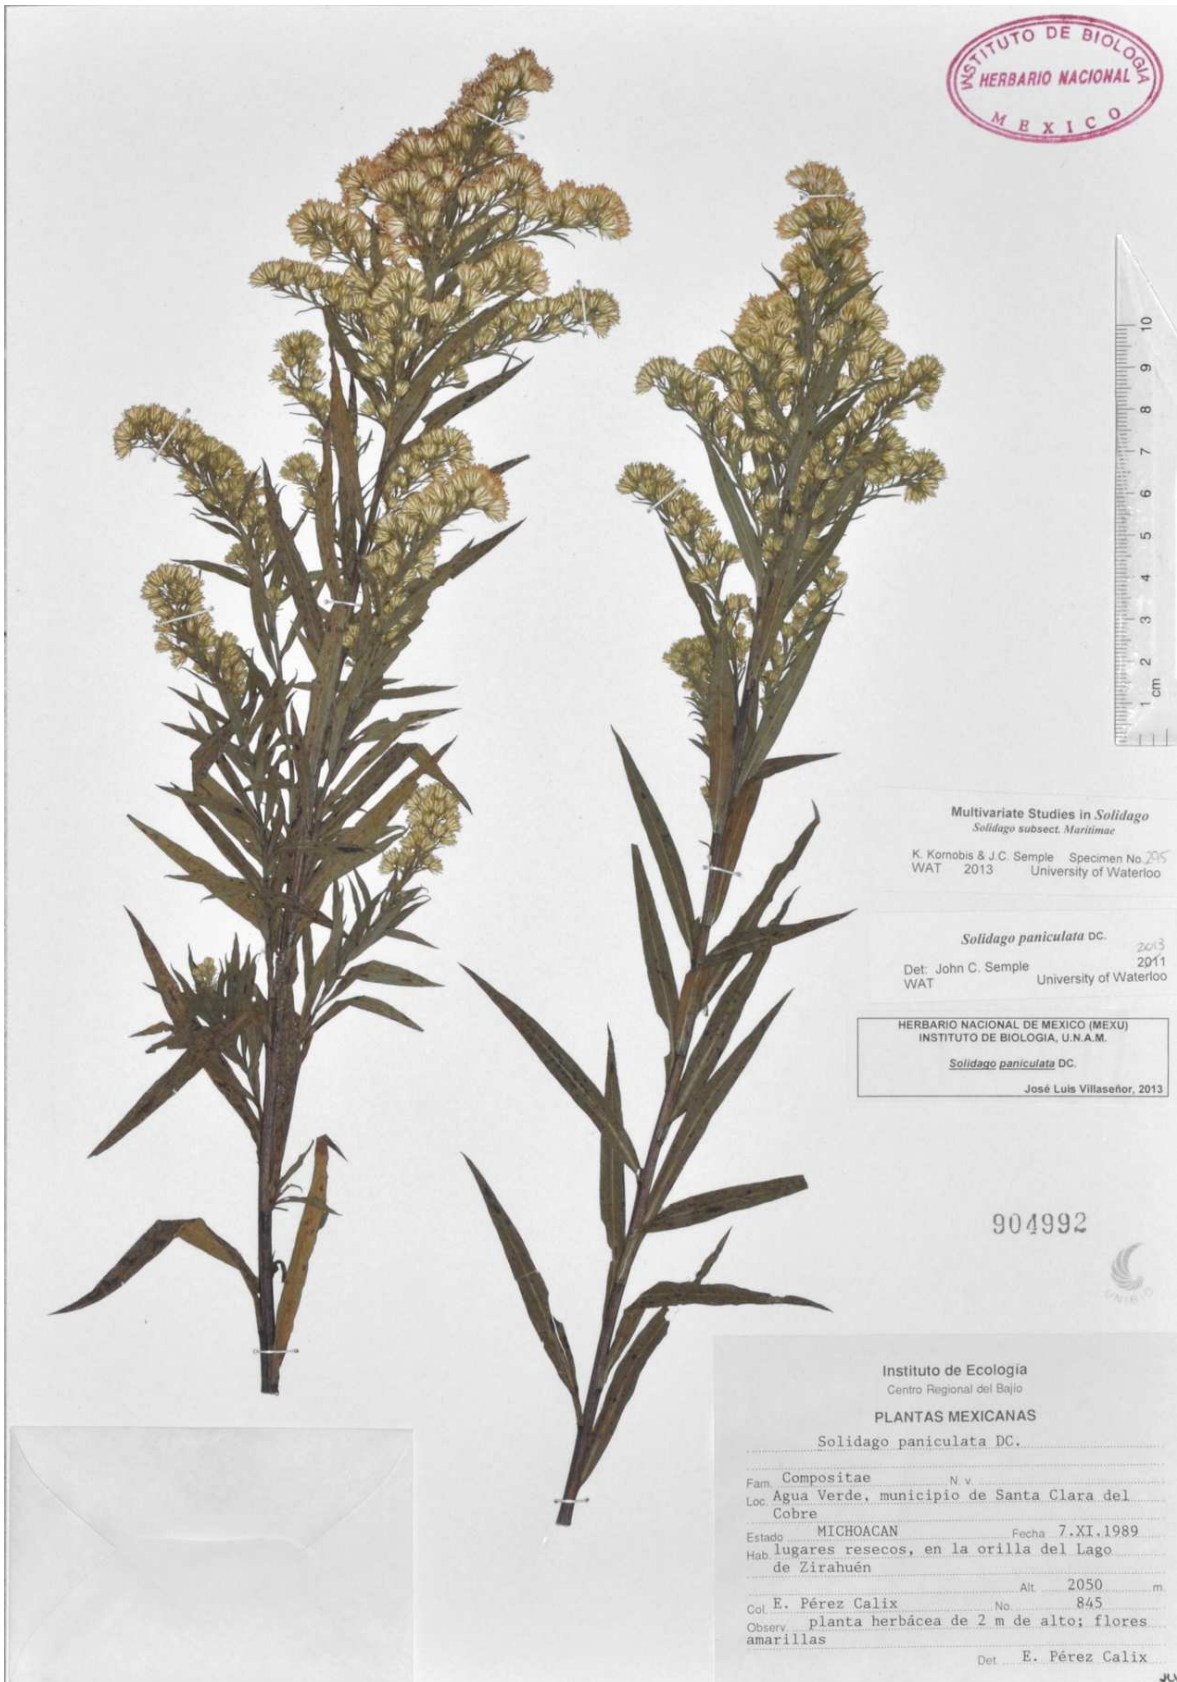 INSTITUTO DE BIOLOGIA
HERBARIO NACIONAL
MEXICO
10
9
8
7
6
5
4
3
2
1 cm
Multivariate Studies in Solidago
Solidago subsect. Maritimae
K. Kornobis & J.C. Semple Specimen No. 295
WAT 2013 University of Waterloo
Solidago paniculata DC.
2013
Det: John C. Semple 2011
WAT University of Waterloo
HERBARIO NACIONAL DE MEXICO (MEXU)
INSTITUTO DE BIOLOGIA, U.N.A.M.
Solidago paniculata DC.
José Luis Villaseñor, 2013
904992
UNIBIO
Instituto de Ecología
Centro Regional del Bajío
PLANTAS MEXICANAS
Solidago paniculata DC.
Fam. Compositae N. v.
Loc. Agua Verde, municipio de Santa Clara del
Cobre
Estado MICHOACAN Fecha 7.XI.1989
Hab. lugares resecos, en la orilla del Lago
de Zirahuén
Alt. 2050 m.
Col. E. Pérez Calix No. 845
Observ. planta herbácea de 2 m de alto; flores
amarillas
Det. E. Pérez Calix